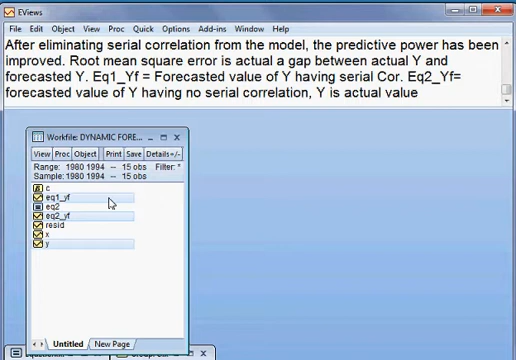 EViews
File Edit Object View Proc Quick Options Add-ins Window Help
After eliminating serial correlation from the model, the predictive power has been
improved. Root mean square error is actual a gap between actual Y and
forecasted Y. Eq1_Yf = Forecasted value of Y having serial Cor. Eq2_Yf=
forecasted value of Y having no serial correlation, Y is actual value
Workfile: DYNAMIC FORE...
View Proc Object Print Save Details+/-
Range: 1980 1994 -- 15 obs Filter: *
Sample: 1980 1994 -- 15 obs
c
eq1_yf
eq2
eq2_yf
resid
x
y
Untitled New Page